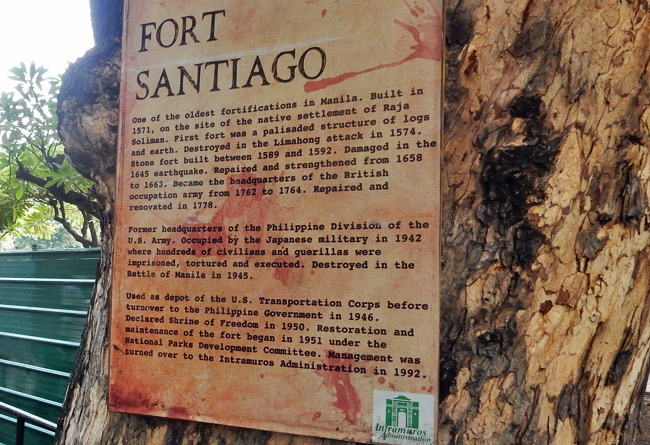 FORT
SANTIAGO
One of the oldest fortifications in Manila. Built in
1571, on the site of the native settlement of Raja
Soliman. First fort was a palisaded structure of logs
and earth. Destroyed in the Limahong attack in 1574.
Stone fort built between 1589 and 1592. Damaged in the
1645 earthquake. Repaired and strengthened from 1658
to 1663. Became the headquarters of the British
occupation army from 1762 to 1764. Repaired and
renovated in 1778.
Former headquarters of the Philippine Division of the
U.S. Army. Occupied by the Japanese military in 1942
where hundreds of civilians and guerillas were
imprisoned, tortured and executed. Destroyed in the
Battle of Manila in 1945.
Used as depot of the U.S. Transportation Corps before
turnover to the Philippine Government in 1946.
Declared Shrine of Freedom in 1950. Restoration and
maintenance of the fort began in 1951 under the
National Parks Development Committee. Management was
turned over to the Intramuros Administration in 1992.
Intramuros
Administration